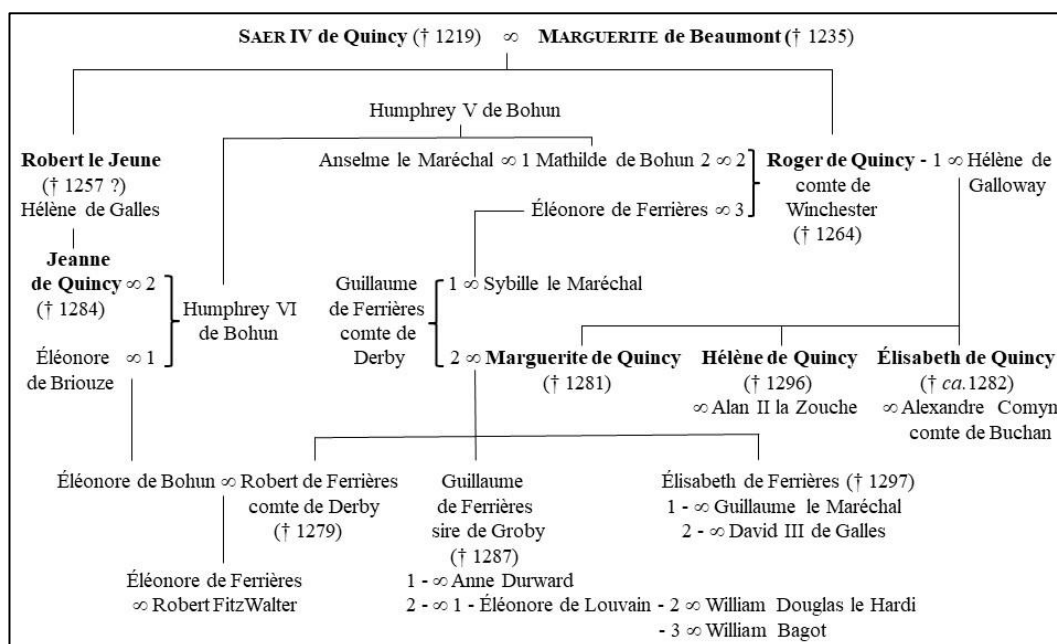 SAER IV de Quincy († 1219) ∞ MARGUERITE de Beaumont († 1235)
Humphrey V de Bohun
Robert le Jeune
(† 1257 ?)
Hélène de Galles
Anselme le Maréchal ∞ 1 Mathilde de Bohun 2 ∞ 2
Éléonore de Ferrières ∞ 3
Roger de Quincy - 1 ∞ Hélène de
comte de
Winchester
(† 1264)
Galloway
Jeanne
de Quincy ∞ 2
(† 1284)
Éléonore ∞ 1
de Briouze
Humphrey VI
de Bohun
Guillaume
de Ferrières
comte de
Derby
1 ∞ Sybille le Maréchal
2 ∞ Marguerite de Quincy
(† 1281)
Hélène de Quincy
(† 1296)
∞ Alan II la Zouche
Élisabeth de Quincy
(† ca. 1282)
∞ Alexandre Comyn
comte de Buchan
Éléonore de Bohun ∞ Robert de Ferrières
comte de Derby
(† 1279)
Guillaume
de Ferrières
sire de Groby
(† 1287)
1 - ∞ Anne Durward
2 - ∞ 1 - Éléonore de Louvain - 2 ∞ William Douglas le Hardi
- 3 ∞ William Bagot
Élisabeth de Ferrières († 1297)
1 - ∞ Guillaume le Maréchal
2 - ∞ David III de Galles
Éléonore de Ferrières
∞ Robert FitzWalter